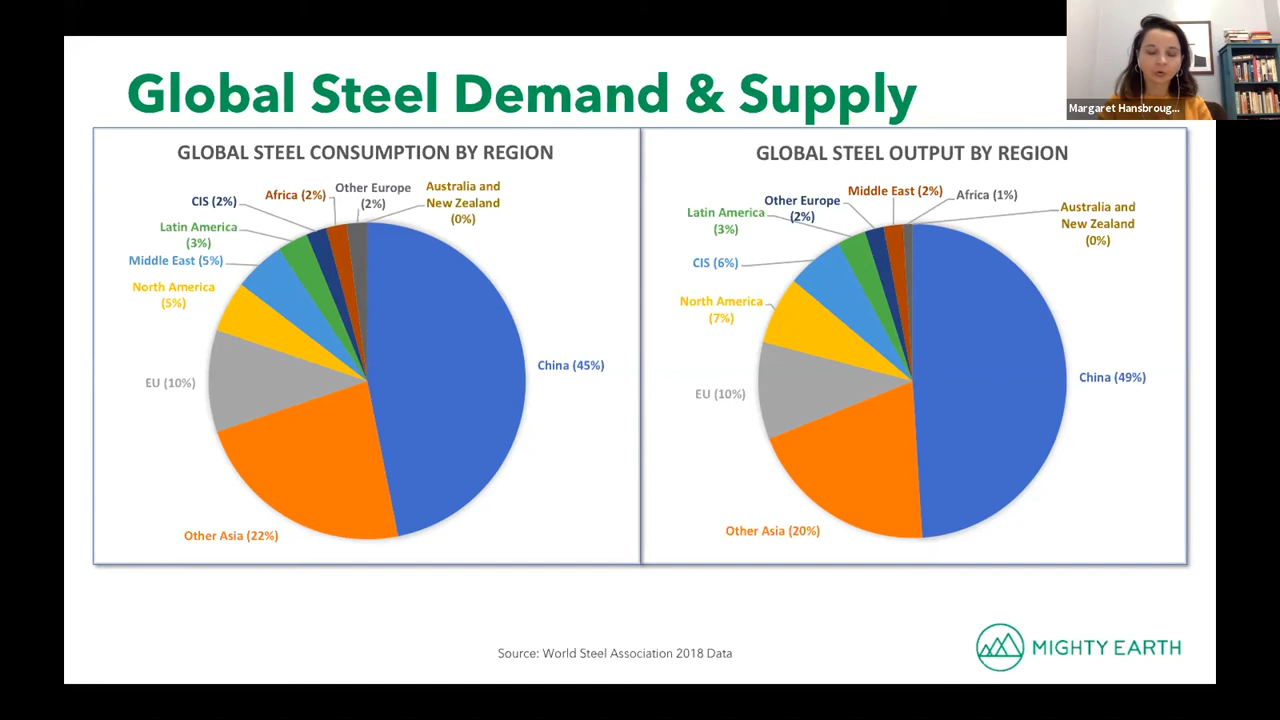 Global Steel Demand & Supply
Margaret Hansbroug...
GLOBAL STEEL CONSUMPTION BY REGION
CIS (2%)
Africa (2%)
Other Europe
(2%)
Australia and
New Zealand
(0%)
Latin America
(3%)
Middle East (5%)
North America
(5%)
EU (10%)
China (45%)
Other Asia (22%)
GLOBAL STEEL OUTPUT BY REGION
Latin America
(3%)
Other Europe
(2%)
Middle East (2%)
Africa (1%)
Australia and
New Zealand
(0%)
CIS (6%)
North America
(7%)
EU (10%)
China (49%)
Other Asia (20%)
Source: World Steel Association 2018 Data
MIGHTY EARTH